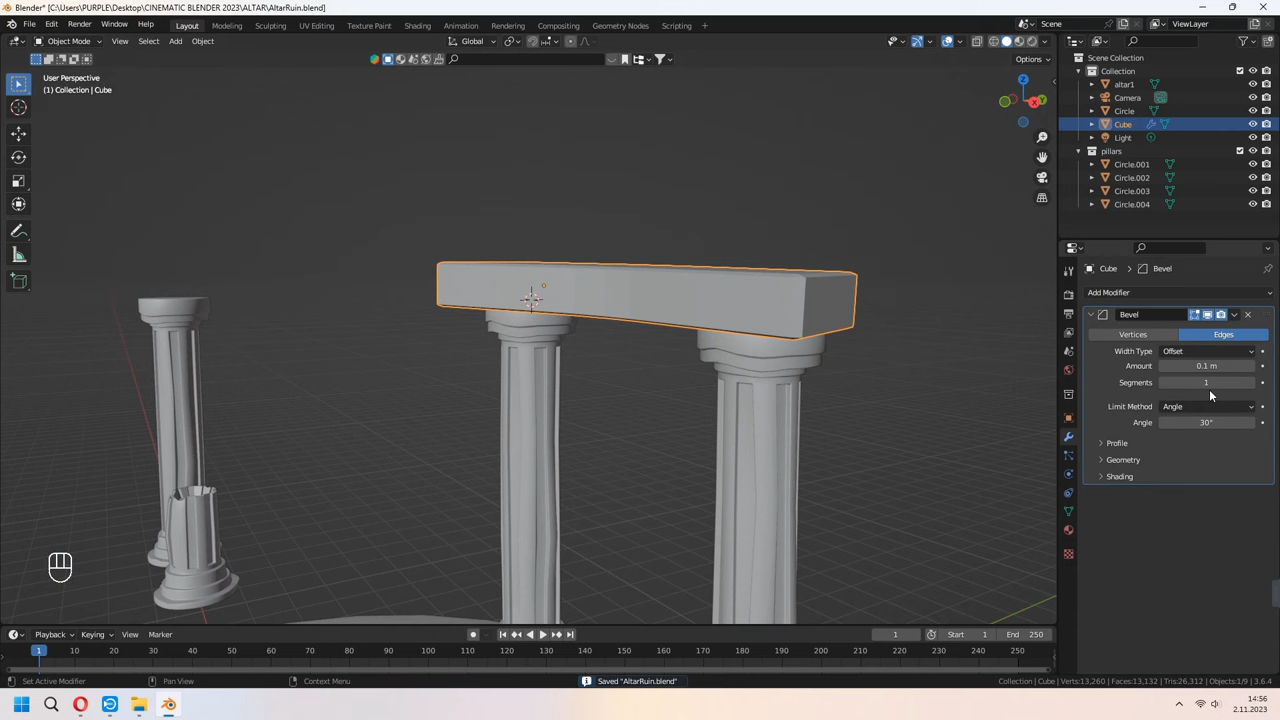 Blender* [C:\Users\PURPLE\Desktop\CINEMATIC BLENDER 2023\ALTAR\AltarRuin.blend]
File Edit Render Window Help Layout Modeling Sculpting UV Editing Texture Paint Shading Animation Rendering Compositing Geometry Nodes Scripting + Scene ViewLayer
Object Mode View Select Add Object Global
Options
User Perspective
(1) Collection | Cube
X Y Z
Scene Collection
Collection
altar1
Camera
Circle
Cube
Light
pillars
Circle.001
Circle.002
Circle.003
Circle.004
Cube > Bevel
Add Modifier
Bevel
Vertices Edges
Width Type Offset
Amount 0.1 m
Segments 1
Limit Method Angle
Angle 30°
Profile
Geometry
Shading
Playback Keying View Marker 1 Start 1 End 250
1 10 20 30 40 50 60 70 80 90 100 110 120 130 140 150 160 170 180 190 200 210 220 230 240 250
Set Active Modifier Pan View Context Menu Saved "AltarRuin.blend" Collection | Cube | Verts:13,260 | Faces:13,132 | Tris:26,312 | Objects:1/9 | 3.6.4
14:56
2.11.2023